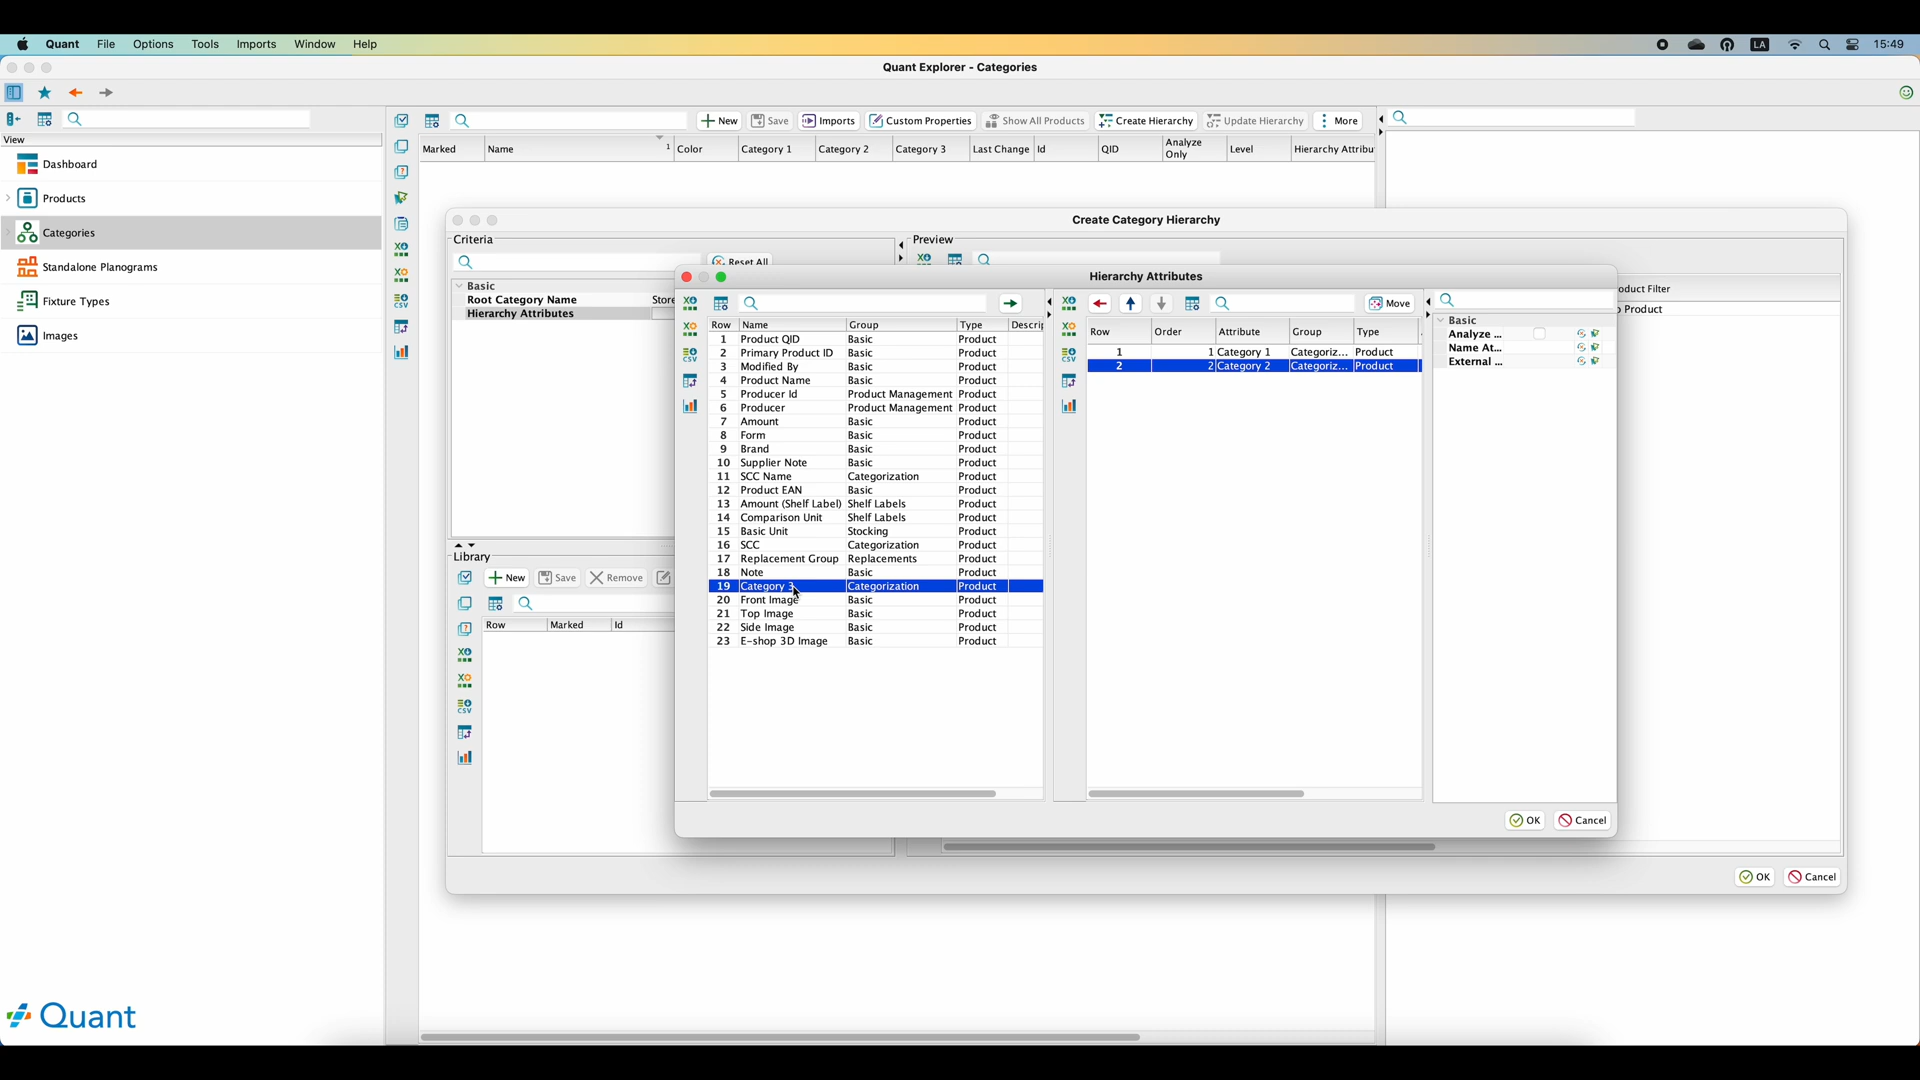 Quant File Options Tools Imports Window Help LA 15:49
Quant Explorer - Categories
View
Dashboard
Products
Categories
Standalone Planograms
Fixture Types
Images
Quant
New Save Imports Custom Properties Show All Products Create Hierarchy Update Hierarchy More
Marked Name 1 Color Category 1 Category 2 Category 3 Last Change Id QID Analyze Only Level Hierarchy Attribu
Create Category Hierarchy
Criteria
Reset All
Basic
Root Category Name Store
Hierarchy Attributes
Library
New Save Remove
Row Marked Id
Preview
oduct Filter
Product
Hierarchy Attributes
Row Name Group Type Descrip
1 Product QID Basic Product
2 Primary Product ID Basic Product
3 Modified By Basic Product
4 Product Name Basic Product
5 Producer Id Product Management Product
6 Producer Product Management Product
7 Amount Basic Product
8 Form Basic Product
9 Brand Basic Product
10 Supplier Note Basic Product
11 SCC Name Categorization Product
12 Product EAN Basic Product
13 Amount (Shelf Label) Shelf Labels Product
14 Comparison Unit Shelf Labels Product
15 Basic Unit Stocking Product
16 SCC Categorization Product
17 Replacement Group Replacements Product
18 Note Basic Product
19 Category 3 Categorization Product
20 Front Image Basic Product
21 Top Image Basic Product
22 Side Image Basic Product
23 E-shop 3D Image Basic Product
Move
Row Order Attribute Group Type
1 1 Category 1 Categoriz... Product
2 2 Category 2 Categoriz... Product
Basic
Analyze ...
Name At...
External ...
OK Cancel
OK Cancel